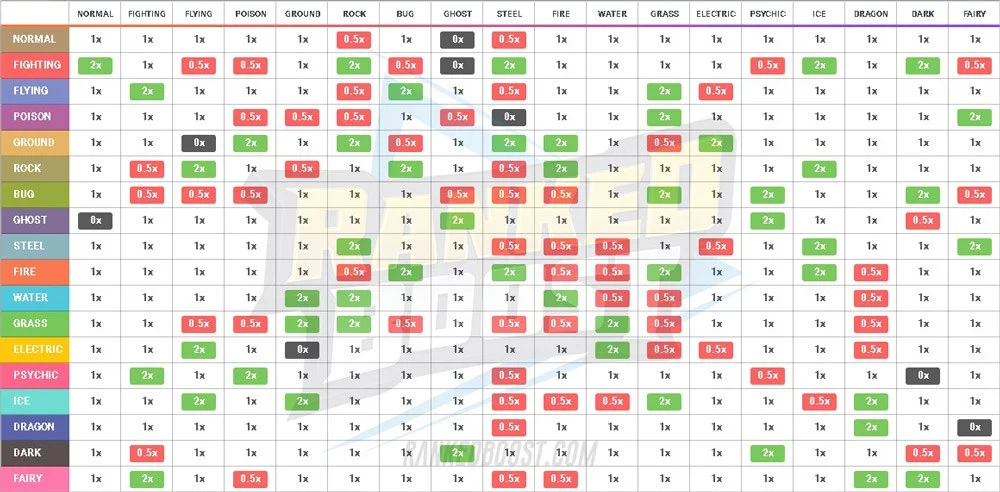 NORMAL FIGHTING FLYING POISON GROUND ROCK BUG GHOST STEEL FIRE WATER GRASS ELECTRIC PSYCHIC ICE DRAGON DARK FAIRY
NORMAL 1x 1x 1x 1x 1x 0.5x 1x 0x 0.5x 1x 1x 1x 1x 1x 1x 1x 1x 1x
FIGHTING 2x 1x 0.5x 0.5x 1x 2x 0.5x 0x 2x 1x 1x 1x 1x 0.5x 2x 1x 2x 0.5x
FLYING 1x 2x 1x 1x 1x 0.5x 2x 1x 0.5x 1x 1x 2x 0.5x 1x 1x 1x 1x 1x
POISON 1x 1x 1x 0.5x 0.5x 0.5x 1x 0.5x 0x 1x 1x 2x 1x 1x 1x 1x 1x 2x
GROUND 1x 1x 0x 2x 1x 2x 0.5x 1x 2x 2x 1x 0.5x 2x 1x 1x 1x 1x 1x
ROCK 1x 0.5x 2x 1x 0.5x 1x 2x 1x 0.5x 2x 1x 1x 1x 1x 2x 1x 1x 1x
BUG 1x 0.5x 0.5x 0.5x 1x 1x 1x 0.5x 0.5x 0.5x 1x 2x 1x 2x 1x 1x 2x 0.5x
GHOST 0x 1x 1x 1x 1x 1x 1x 2x 1x 1x 1x 1x 1x 2x 1x 1x 0.5x 1x
STEEL 1x 1x 1x 1x 1x 2x 1x 1x 0.5x 0.5x 0.5x 1x 0.5x 1x 2x 1x 1x 2x
FIRE 1x 1x 1x 1x 1x 0.5x 2x 1x 2x 0.5x 0.5x 2x 1x 1x 2x 0.5x 1x 1x
WATER 1x 1x 1x 1x 2x 2x 1x 1x 1x 2x 0.5x 0.5x 1x 1x 1x 0.5x 1x 1x
GRASS 1x 1x 0.5x 0.5x 2x 2x 0.5x 1x 0.5x 0.5x 2x 0.5x 1x 1x 1x 0.5x 1x 1x
ELECTRIC 1x 1x 2x 1x 0x 1x 1x 1x 1x 1x 2x 0.5x 0.5x 1x 1x 0.5x 1x 1x
PSYCHIC 1x 2x 1x 2x 1x 1x 1x 1x 0.5x 1x 1x 1x 1x 0.5x 1x 1x 0x 1x
ICE 1x 1x 2x 1x 2x 1x 1x 1x 0.5x 0.5x 0.5x 2x 1x 1x 0.5x 2x 1x 1x
DRAGON 1x 1x 1x 1x 1x 1x 1x 1x 0.5x 1x 1x 1x 1x 1x 1x 2x 1x 0x
DARK 1x 0.5x 1x 1x 1x 1x 1x 2x 1x 1x 1x 1x 1x 2x 1x 1x 0.5x 0.5x
FAIRY 1x 2x 1x 0.5x 1x 1x 1x 1x 0.5x 0.5x 1x 1x 1x 1x 1x 2x 2x 1x
RANKED
BOOST
RANKEDBOOST.COM